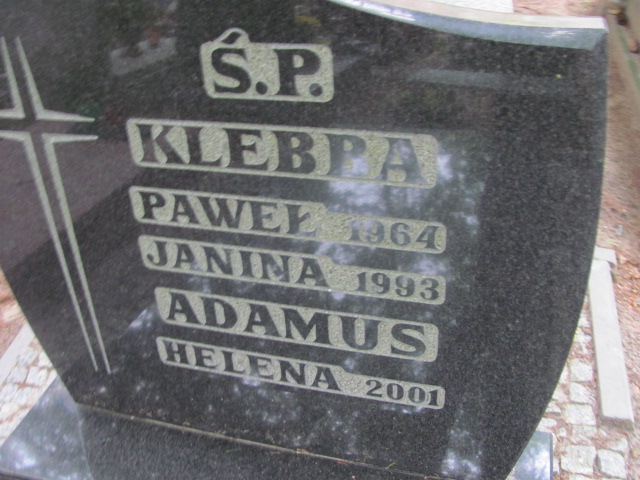 Ś.P.
KLEBBA
PAWEŁ 1964
JANINA 1993
ADAMUS
HELENA 2001